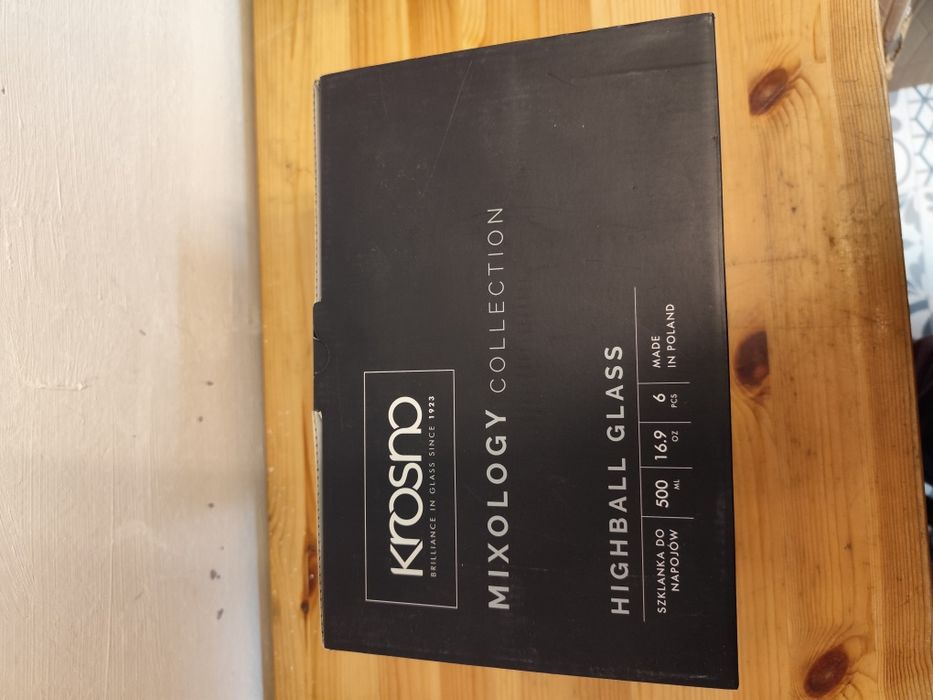 krosno
BRILLIANCE IN GLASS SINCE 1923
MIXOLOGY COLLECTION
HIGHBALL GLASS
SZKLANKA DO
NAPOJÓW
500
ML
16.9
OZ
6
PCS
MADE
IN POLAND